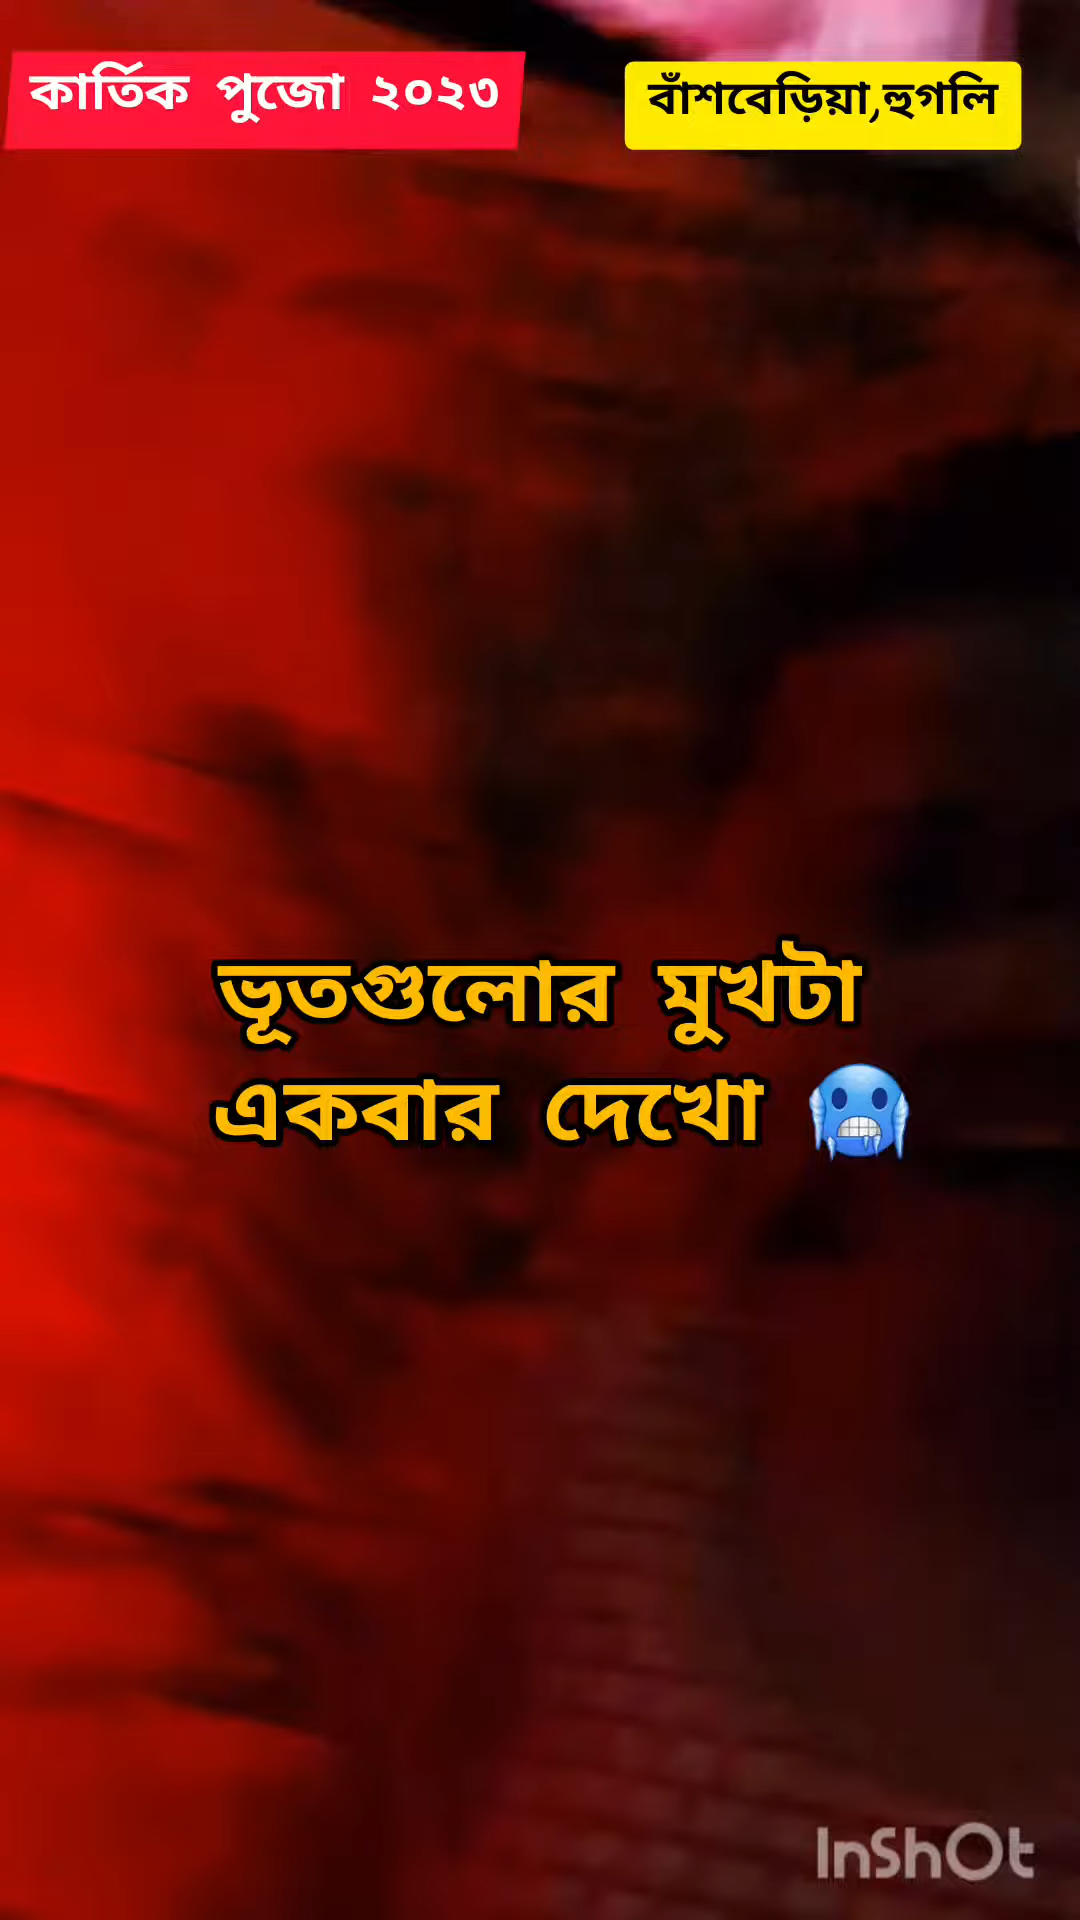 কার্তিক পুজো ২০২৩
বাঁশবেড়িয়া,হুগলি
ভূতগুলোর মুখটা
একবার দেখো 🥶
InShOt